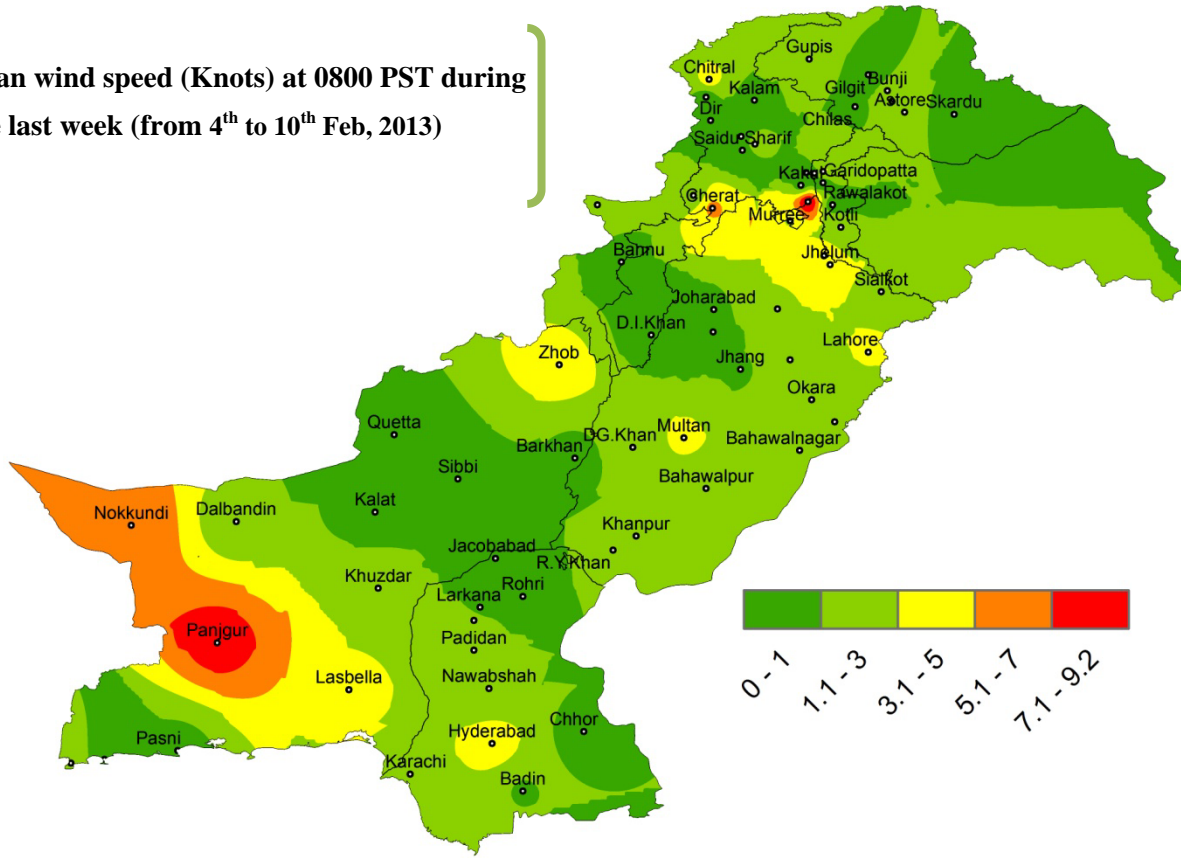 an wind speed (Knots) at 0800 PST during
last week (from 4th to 10th Feb, 2013)
Gupis
Chitral
Bunji
Kalam
Gilgit
Astore
Skardu
Dir
Chilas
Saidu Sharif
Garidopatta
Rawalakot
Cherat
Murree
Kotli
Bannu
Jhelum
Sialkot
Joharabad
D.I.Khan
Lahore
Zhob
Jhang
Okara
Quetta
DG.Khan
Multan
Bahawalnagar
Barkhan
Sibbi
Bahawalpur
Kalat
Nokkundi
Dalbandin
Khanpur
Jacobabad
R.Y.Khan
Khuzdar
Rohri
Larkana
Panjgur
Padidan
Lasbella
Nawabshah
Chhor
Pasni
Hyderabad
Karachi
Badin
0 - 1
1.1 - 3
3.1 - 5
5.1 - 7
7.1 - 9.2